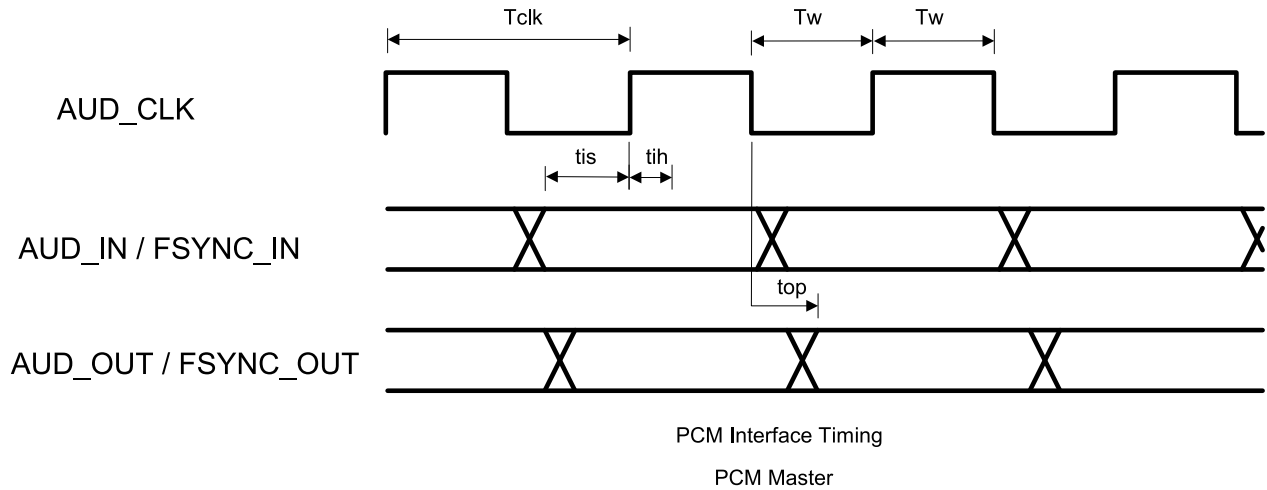 Tclk
Tw
Tw
AUD_CLK
tis
tih
AUD_IN / FSYNC_IN
top
AUD_OUT / FSYNC_OUT
PCM Interface Timing
PCM Master